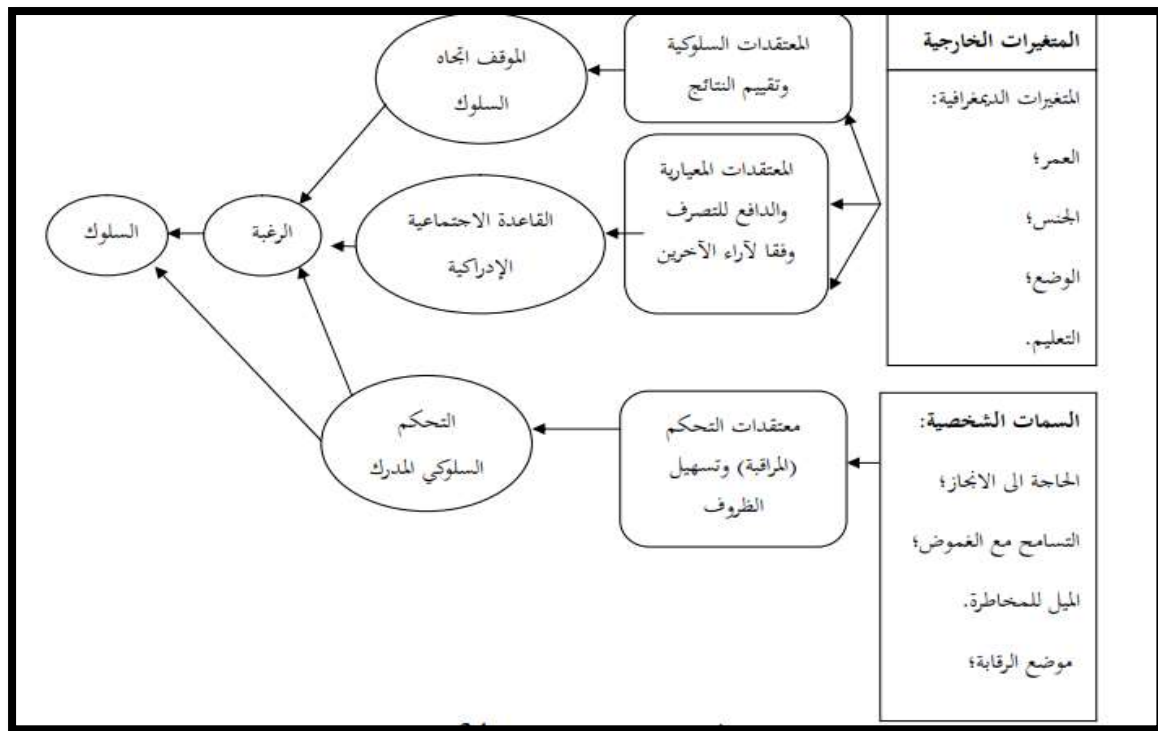 المتغيرات الخارجية
المتغيرات الديمغرافية:
العمر؛
الجنس؛
الوضع؛
التعليم.
السمات الشخصية:
الحاجة الى الانجاز؛
التسامح مع الغموض؛
الميل للمخاطرة.
موضع الرقابة؛
المعتقدات السلوكية
وتقييم النتائج
المعتقدات المعيارية
والدافع للتصرف
وفقا لآراء الآخرين
معتقدات التحكم
(المراقبة) وتسهيل
الظروف
الموقف اتجاه
السلوك
القاعدة الاجتماعية
الإدراكية
التحكم
السلوكي المدرك
الرغبة
السلوك